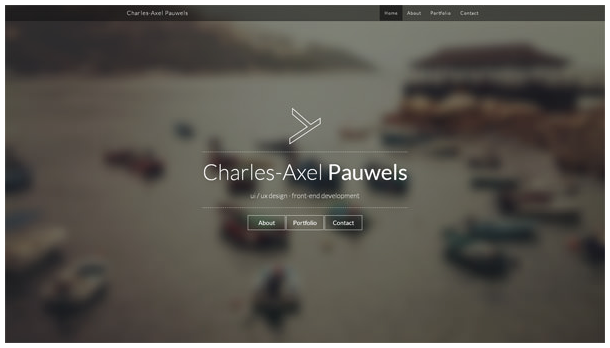 Charles-Axel Pauwels
Home About Portfolio Contact
Charles-Axel Pauwels
ui / ux design · front-end development
About Portfolio Contact